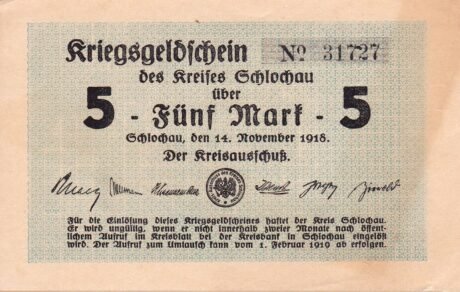 Kriegsgeldschein № 31727
des Kreises Schlochau
über
5 - Fünf Mark - 5
Schlochau, den 14. November 1918.
Der Kreisausschuß.
Für die Einlösung dieses Kriegsgeldscheines haftet der Kreis Schlochau.
Er wird ungültig, wenn er nicht innerhalb zweier Monate nach öffent-
lichem Aufruf im Kreisblatt bei der Kreisbank in Schlochau eingelöst
wird. Der Aufruf zum Umtausch kann vom 1. Februar 1919 ab erfolgen.